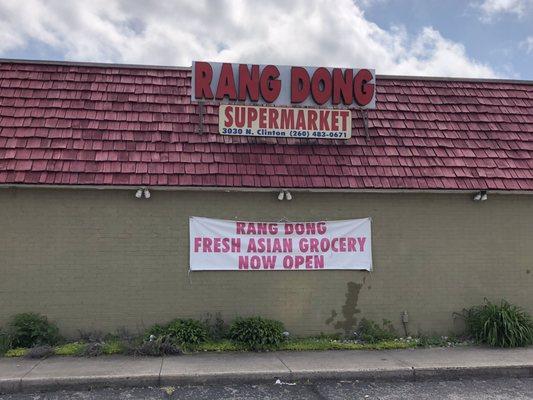 RANG DONG
SUPERMARKET
3030 N. Clinton (260) 483-0671
RANG DONG
FRESH ASIAN GROCERY
NOW OPEN